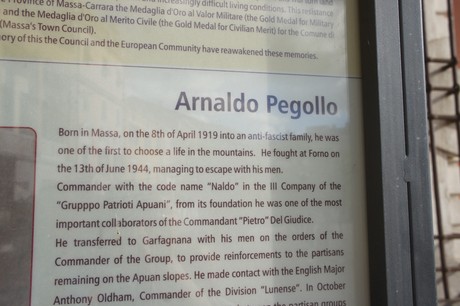 Province of Massa-Carrara the Medaglia d'Oro al Valor Militare (the Gold Medal for Military
and the Medaglia d'Oro al Merito Civile (the Gold Medal for Civilian Merit) for the Comune di
(Massa's Town Council).
ory of this the Council and the European Community have reawakened these memories.
Arnaldo Pegollo
Born in Massa, on the 8th of April 1919 into an anti-fascist family, he was
one of the first to choose a life in the mountains. He fought at Forno on
the 13th of June 1944, managing to escape with his men.
Commander with the code name "Naldo" in the III Company of the
"Grupppo Patrioti Apuani", from its foundation he was one of the most
important collaborators of the Commandant "Pietro" Del Giudice.
He transferred to Garfagnana with his men on the orders of the
Commander of the Group, to provide reinforcements to the partisans
remaining on the Apuan slopes. He made contact with the English Major
Anthony Oldham, Commander of the Division "Lunense". In October
the partisan groups